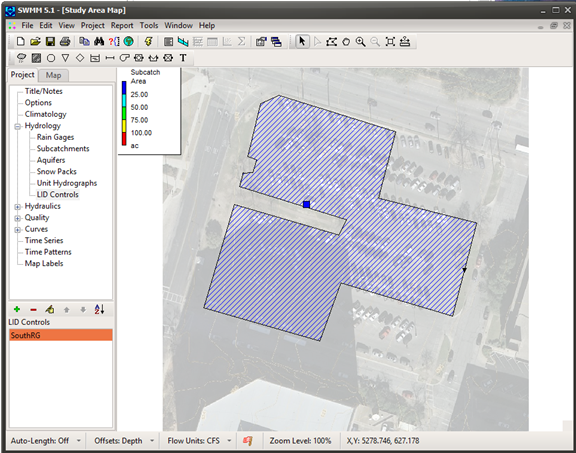 SWMM 5.1 - [Study Area Map]
File Edit View Project Report Tools Window Help
Project Map
Title/Notes
Options
Climatology
Hydrology
Rain Gages
Subcatchments
Aquifers
Snow Packs
Unit Hydrographs
LID Controls
Hydraulics
Quality
Curves
Time Series
Time Patterns
Map Labels
LID Controls
SouthRG
Subcatch
Area
25.00
50.00
75.00
100.00
ac
Auto-Length: Off Offsets: Depth Flow Units: CFS Zoom Level: 100% X,Y: 5278.746, 627.178